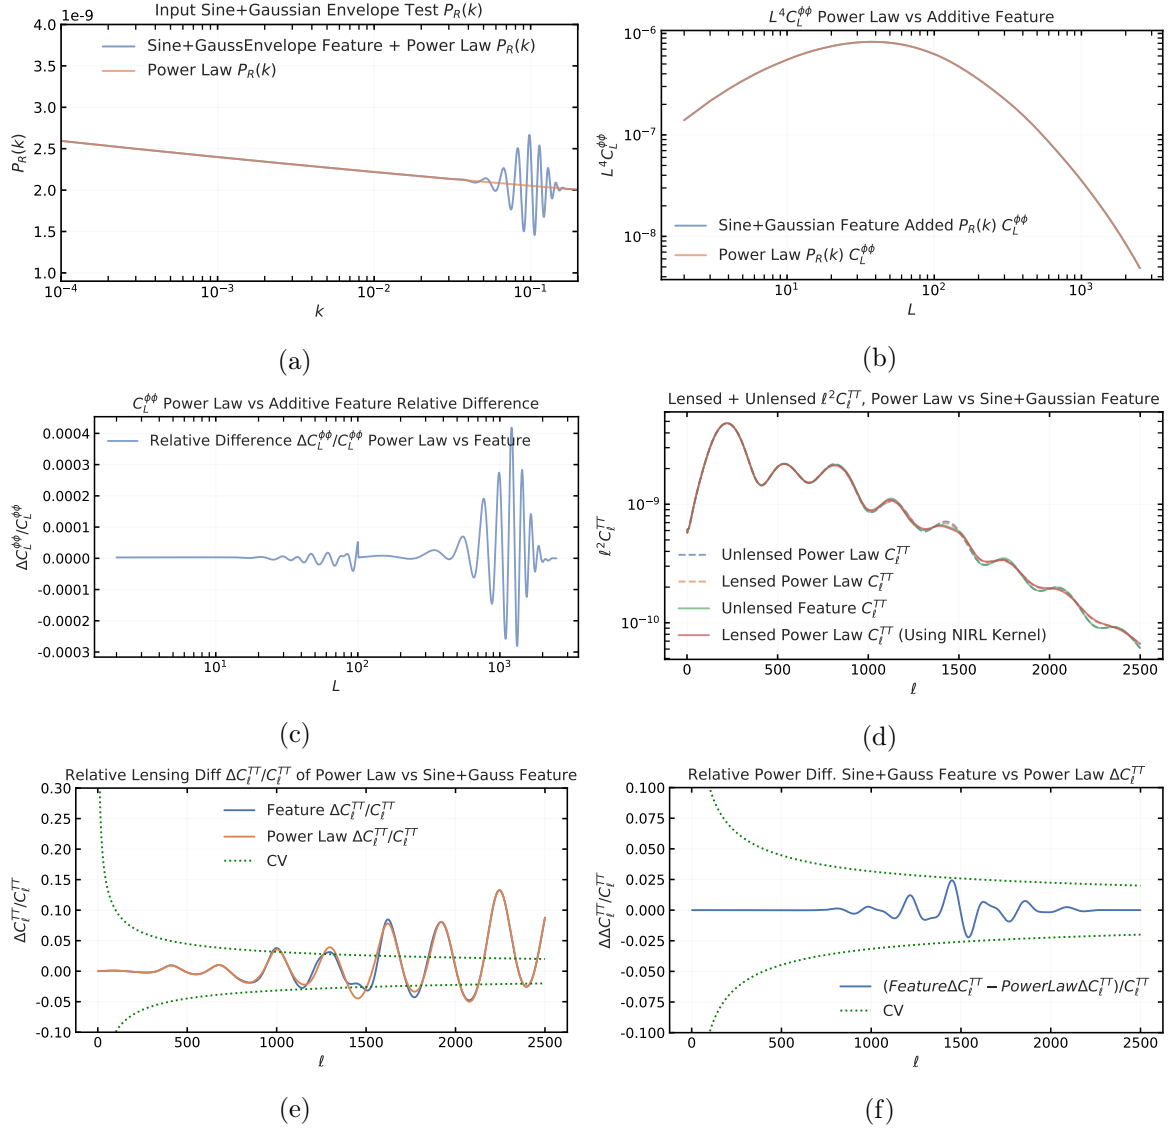 Input Sine+Gaussian Envelope Test P_R(k)
1e−9
4.0
3.5
3.0
2.5
2.0
1.5
1.0
P_R(k)
Sine+GaussEnvelope Feature + Power Law P_R(k)
Power Law P_R(k)
10^−4
10^−3
10^−2
10^−1
k
(a)
L^4 C_L^ϕϕ Power Law vs Additive Feature
10^−6
10^−7
10^−8
L^4 C_L^ϕϕ
Sine+Gaussian Feature Added P_R(k) C_L^ϕϕ
Power Law P_R(k) C_L^ϕϕ
10^1
10^2
10^3
L
(b)
C_L^ϕϕ Power Law vs Additive Feature Relative Difference
0.0004
0.0003
0.0002
0.0001
0.0000
-0.0001
-0.0002
-0.0003
ΔC_L^ϕϕ/C_L^ϕϕ
Relative Difference ΔC_L^ϕϕ/C_L^ϕϕ Power Law vs Feature
10^1
10^2
10^3
L
(c)
Lensed + Unlensed ℓ^2 C_ℓ^TT, Power Law vs Sine+Gaussian Feature
10^−9
10^−10
ℓ^2 C_ℓ^TT
Unlensed Power Law C_ℓ^TT
Lensed Power Law C_ℓ^TT
Unlensed Feature C_ℓ^TT
Lensed Power Law C_ℓ^TT (Using NIRL Kernel)
0
500
1000
1500
2000
2500
ℓ
(d)
Relative Lensing Diff ΔC_ℓ^TT/C_ℓ^TT of Power Law vs Sine+Gauss Feature
0.30
0.25
0.20
0.15
0.10
0.05
0.00
-0.05
-0.10
ΔC_ℓ^TT/C_ℓ^TT
Feature ΔC_ℓ^TT/C_ℓ^TT
Power Law ΔC_ℓ^TT/C_ℓ^TT
CV
0
500
1000
1500
2000
2500
ℓ
(e)
Relative Power Diff. Sine+Gauss Feature vs Power Law ΔC_ℓ^TT
0.100
0.075
0.050
0.025
0.000
-0.025
-0.050
-0.075
-0.100
ΔΔC_ℓ^TT/C_ℓ^TT
(FeatureΔC_ℓ^TT − PowerLawΔC_ℓ^TT)/C_ℓ^TT
CV
0
500
1000
1500
2000
2500
ℓ
(f)